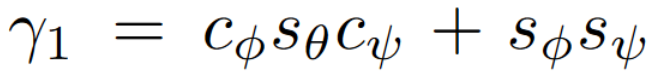 γ₁ = c_ϕ s_θ c_ψ + s_ϕ s_ψ